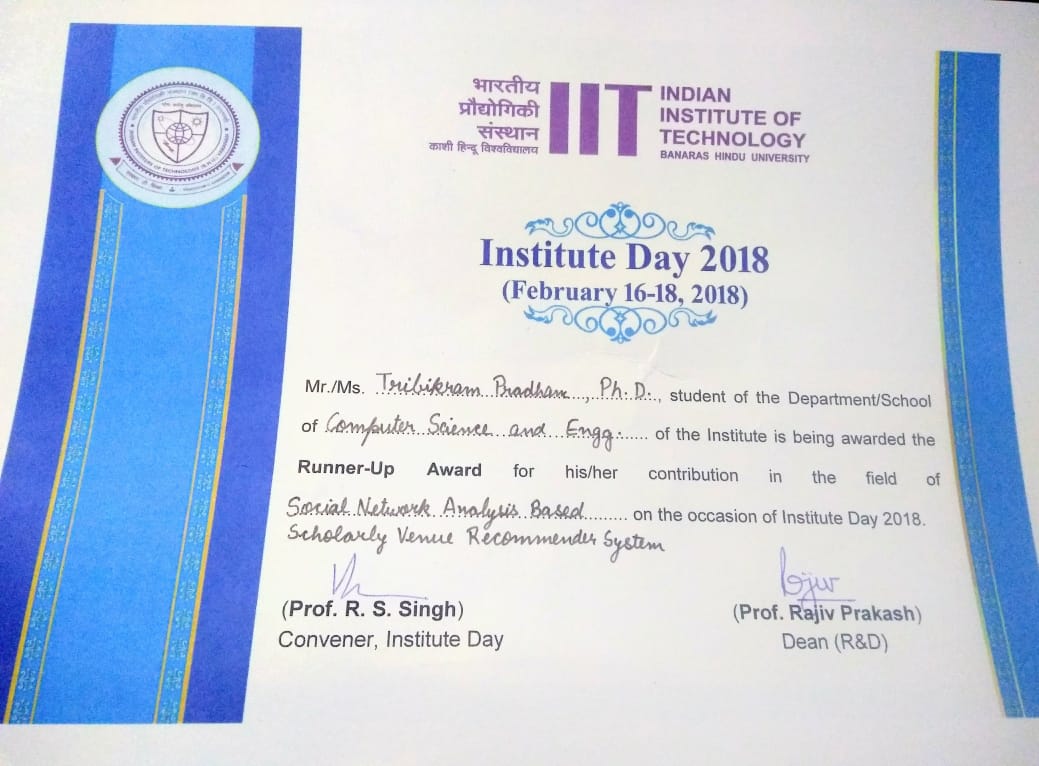 भारतीय
प्रौद्योगिकी
संस्थान
काशी हिन्दू विश्वविद्यालय
IIT
INDIAN
INSTITUTE OF
TECHNOLOGY
BANARAS HINDU UNIVERSITY
Institute Day 2018
(February 16-18, 2018)
Mr./Ms. Tribikram Pradhan, Ph.D., student of the Department/School
of Computer Science and Engg. of the Institute is being awarded the
Runner-Up Award for his/her contribution in the field of
Social Network Analysis Based on the occasion of Institute Day 2018.
Scholarly Venue Recommender System
(Prof. R. S. Singh)
Convener, Institute Day
(Prof. Rajiv Prakash)
Dean (R&D)